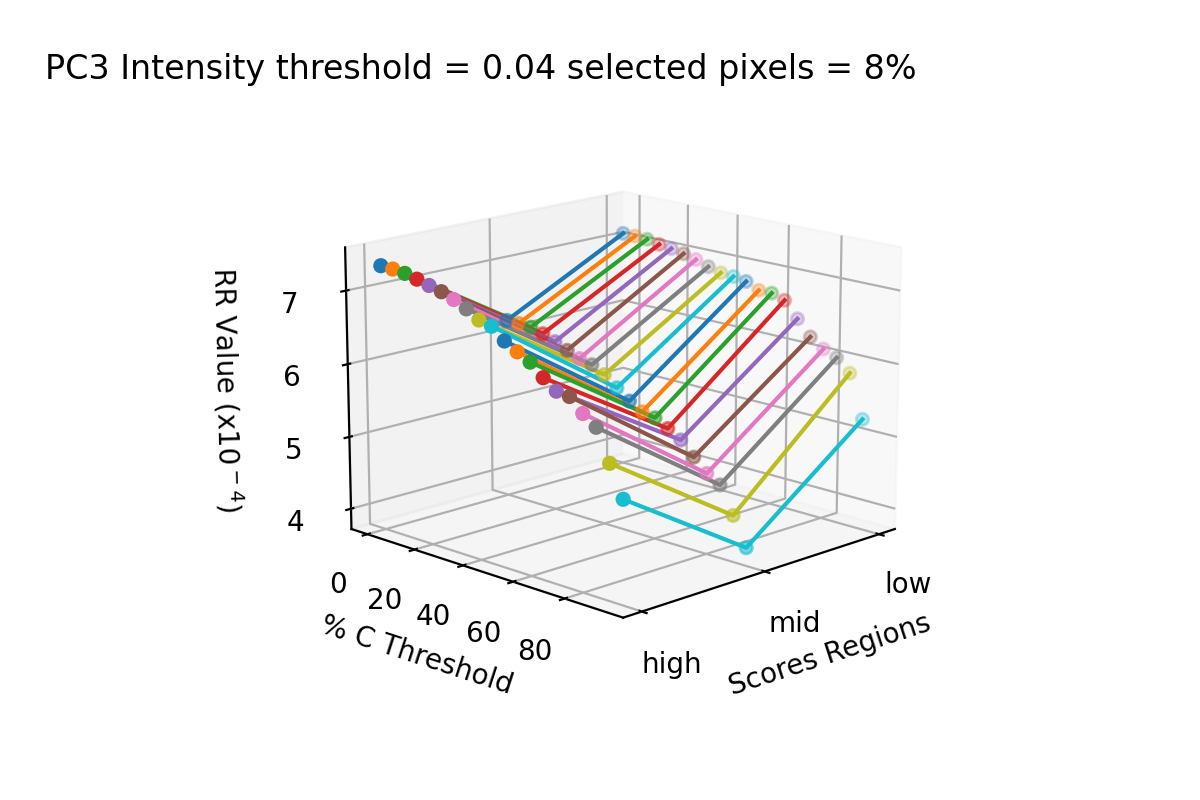 PC3 Intensity threshold = 0.04 selected pixels = 8%
RR Value (x10⁻⁴)
7
6
5
4
0
20
40
60
80
% C Threshold
high
mid
low
Scores Regions